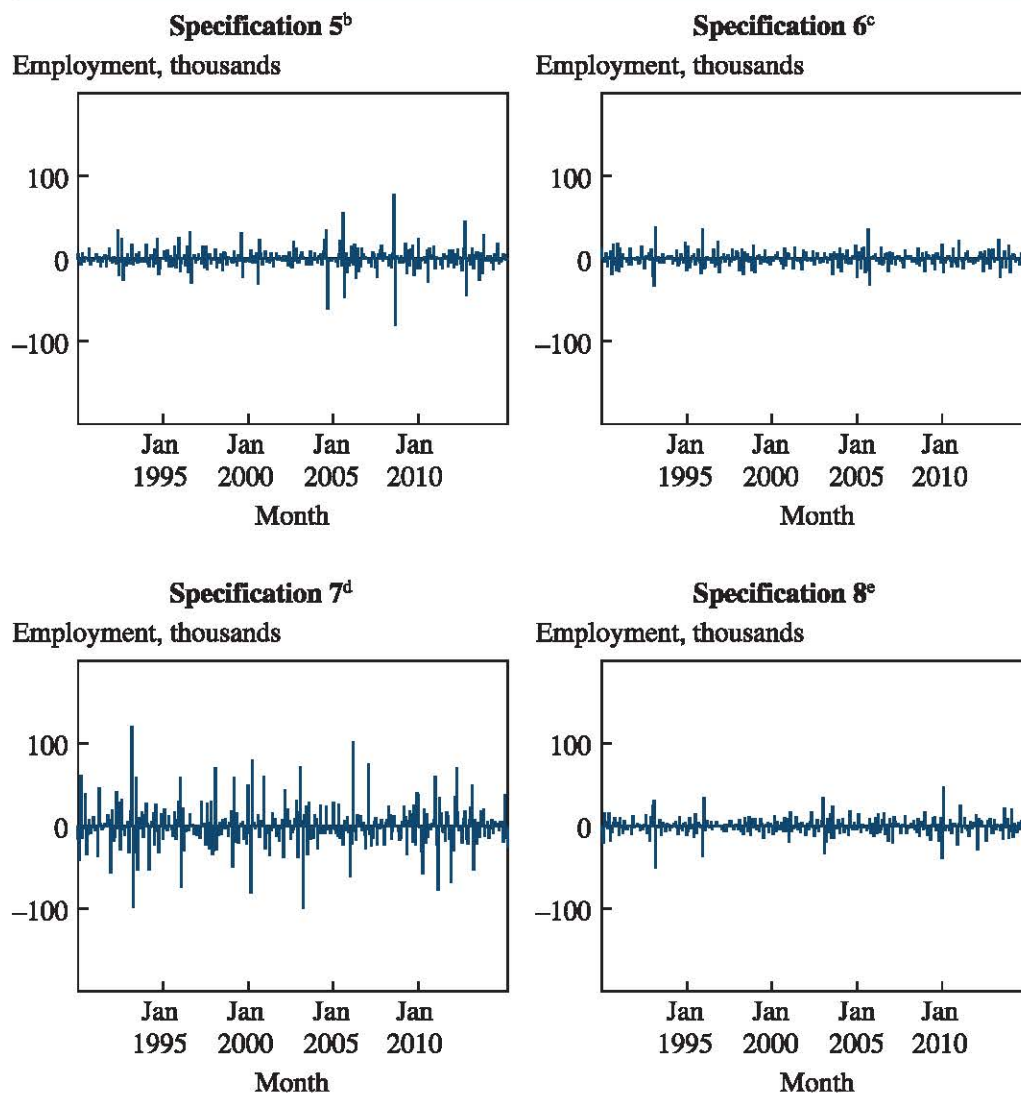 Specification 5b
Employment, thousands
100
0
–100
Jan Jan Jan Jan
1995 2000 2005 2010
Month
Specification 6c
Employment, thousands
100
0
–100
Jan Jan Jan Jan
1995 2000 2005 2010
Month
Specification 7d
Employment, thousands
100
0
–100
Jan Jan Jan Jan
1995 2000 2005 2010
Month
Specification 8e
Employment, thousands
100
0
–100
Jan Jan Jan Jan
1995 2000 2005 2010
Month